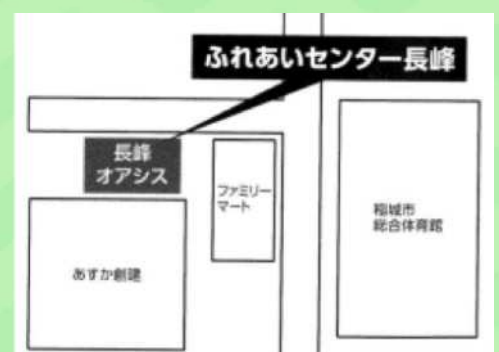 ふれあいセンター長峰
長峰
オアシス
ファミリー
マート
稲城市
総合体育館
あすか創建